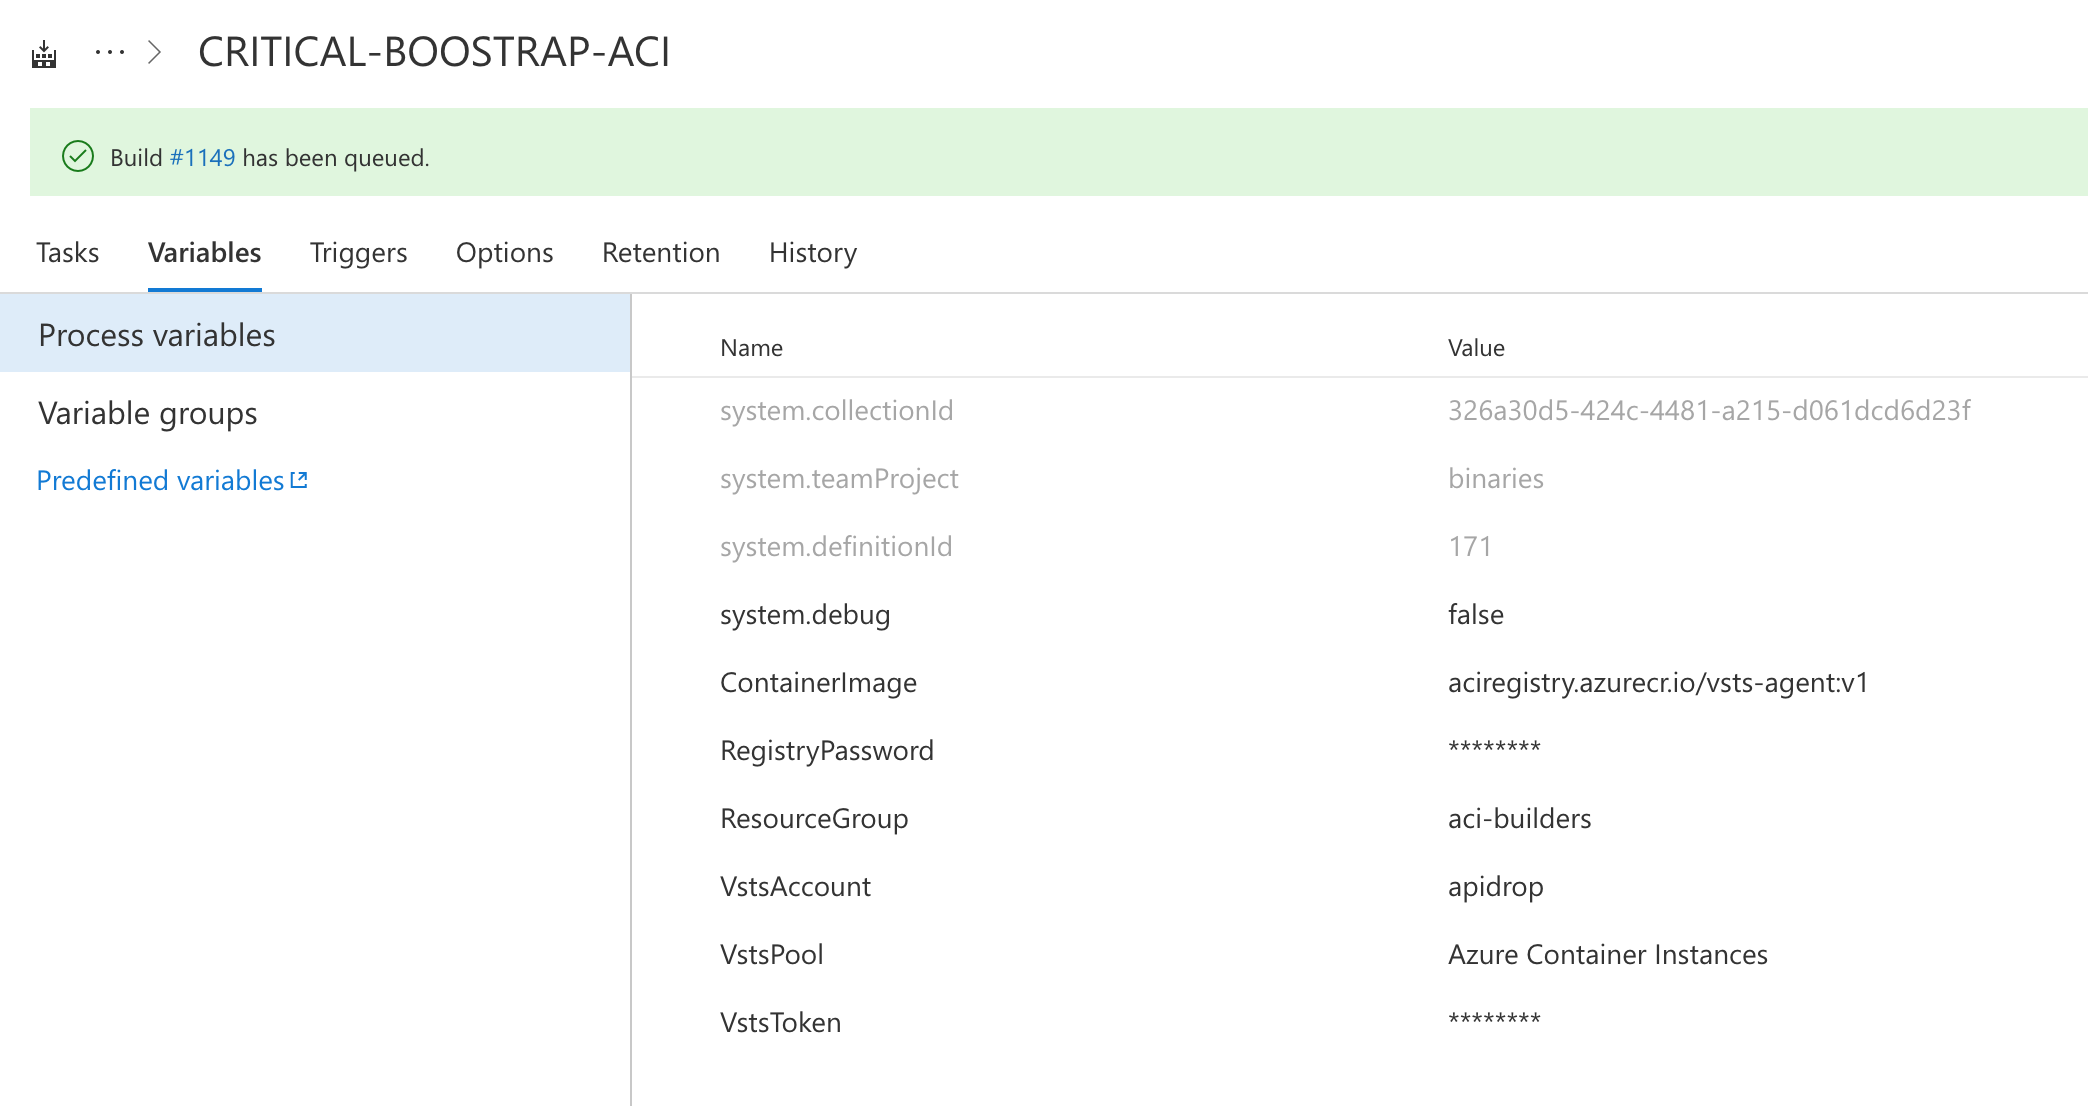 ··· > CRITICAL-BOOSTRAP-ACI
Build #1149 has been queued.
Tasks Variables Triggers Options Retention History
Process variables
Variable groups
Predefined variables
Name Value
system.collectionId 326a30d5-424c-4481-a215-d061dcd6d23f
system.teamProject binaries
system.definitionId 171
system.debug false
ContainerImage aciregistry.azurecr.io/vsts-agent:v1
RegistryPassword ********
ResourceGroup aci-builders
VstsAccount apidrop
VstsPool Azure Container Instances
VstsToken ********